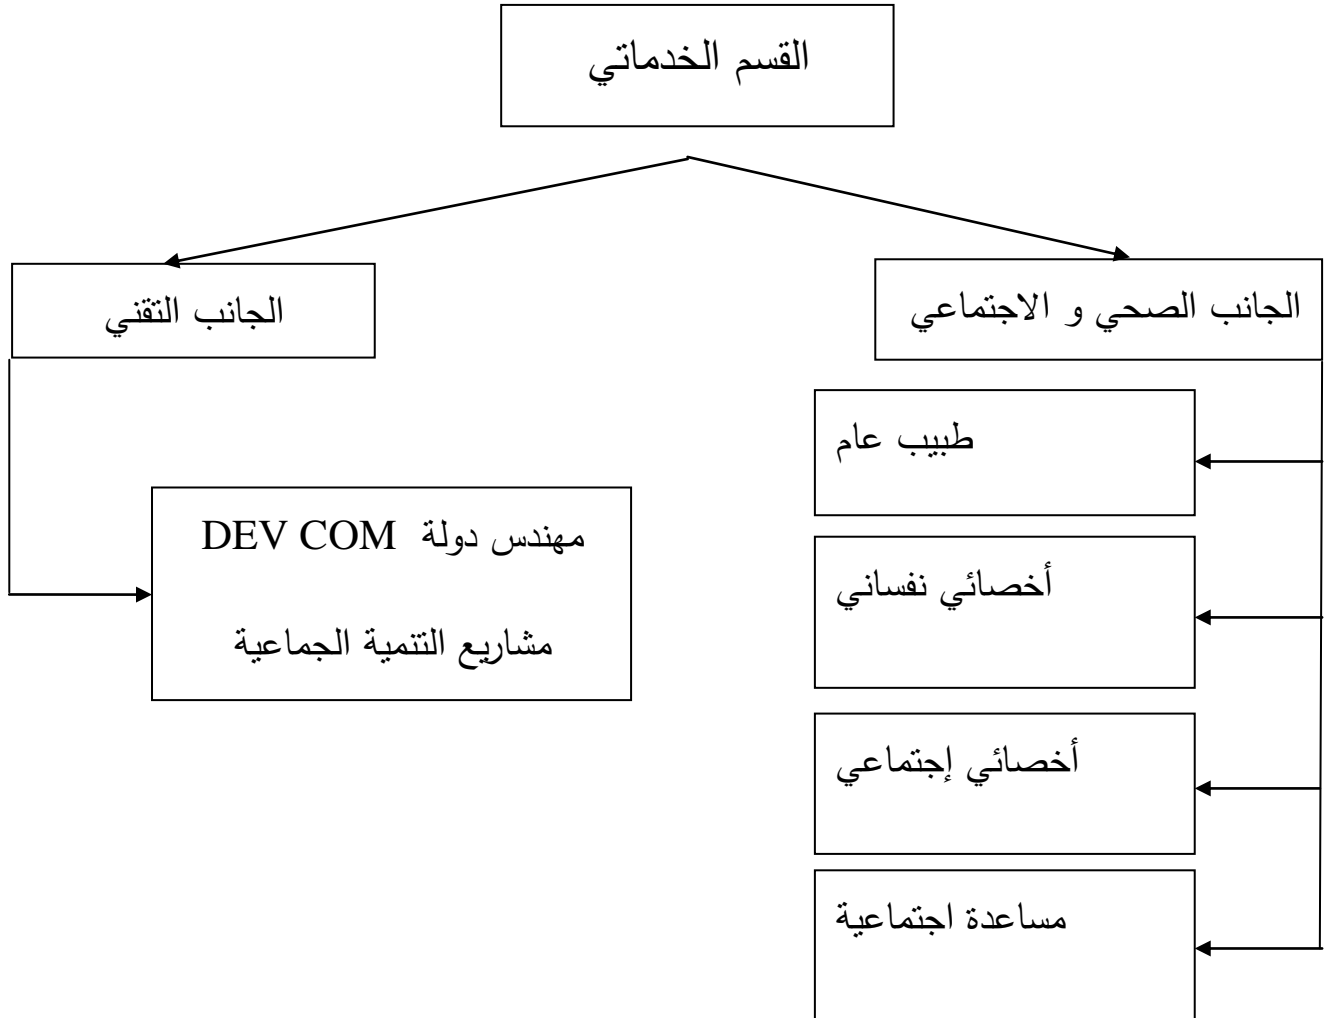 القسم الخدماتي
الجانب الصحي و الاجتماعي
الجانب التقني
طبيب عام
أخصائي نفساني
أخصائي إجتماعي
مساعدة اجتماعية
مهندس دولة DEV COM
مشاريع التنمية الجماعية